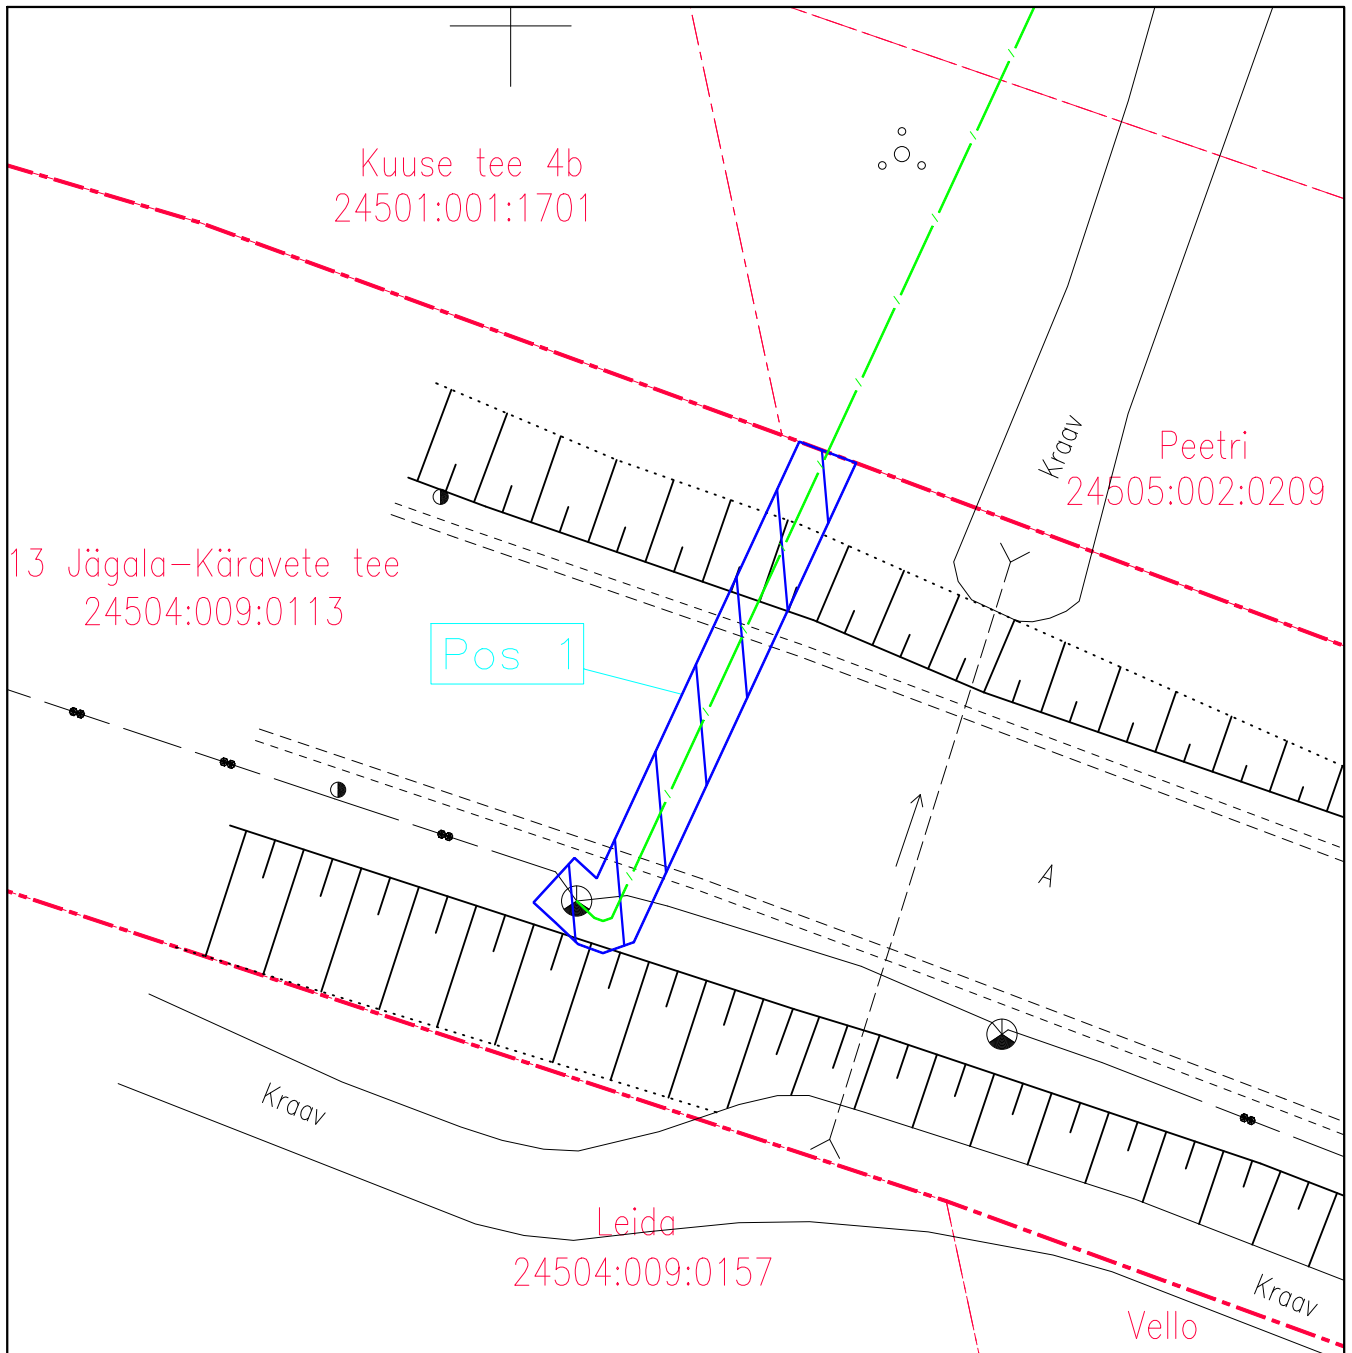 Kuuse tee 4b
24501:001:1701
Kraav
Peetri
24505:002:0209
13 Jägala-Käravete tee
24504:009:0113
Pos 1
A
Kraav
Leida
24504:009:0157
Kraav
Vello